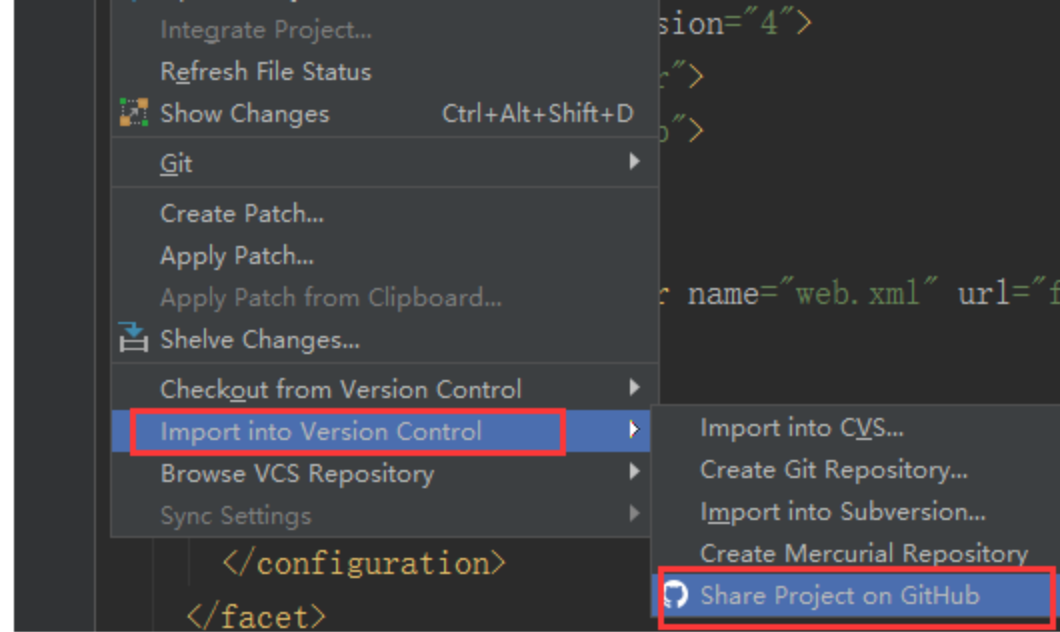 Integrate Project...
Refresh File Status
Show Changes Ctrl+Alt+Shift+D
Git
Create Patch...
Apply Patch...
Apply Patch from Clipboard...
Shelve Changes...
Checkout from Version Control
Import into Version Control
Browse VCS Repository
Sync Settings
Import into CVS...
Create Git Repository...
Import into Subversion...
Create Mercurial Repository
Share Project on GitHub
sion="4">
">
">
name="web.xml" url="f
</configuration>
</facet>